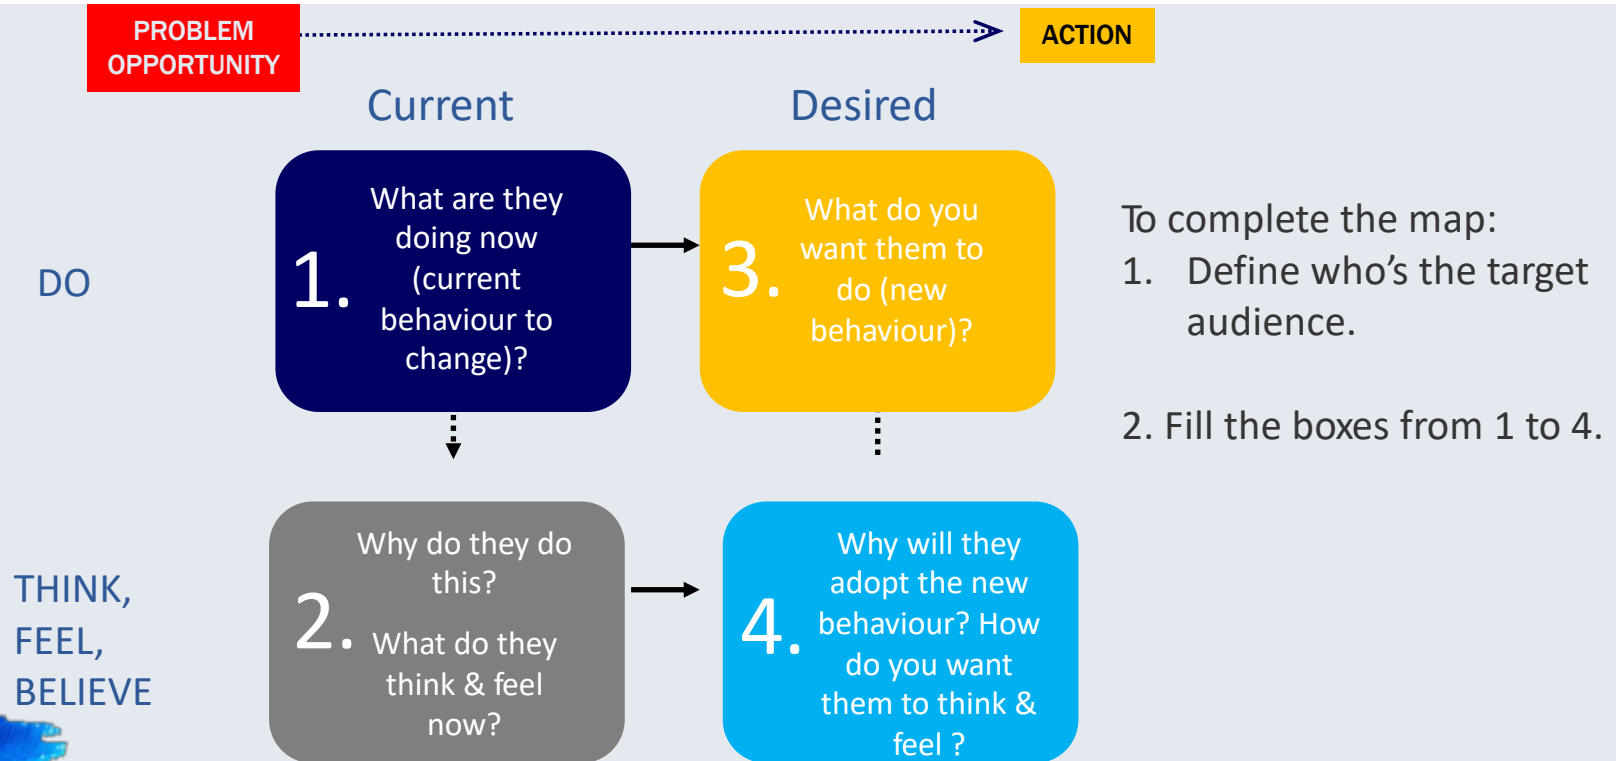 PROBLEM
OPPORTUNITY
ACTION
Current
Desired
DO
1.
What are they
doing now
(current
behaviour to
change)?
3.
What do you
want them to
do (new
behaviour)?
To complete the map:
1. Define who's the target
audience.
2. Fill the boxes from 1 to 4.
THINK,
FEEL,
BELIEVE
2.
Why do they do
this?
What do they
think & feel
now?
4.
Why will they
adopt the new
behaviour? How
do you want
them to think &
feel ?